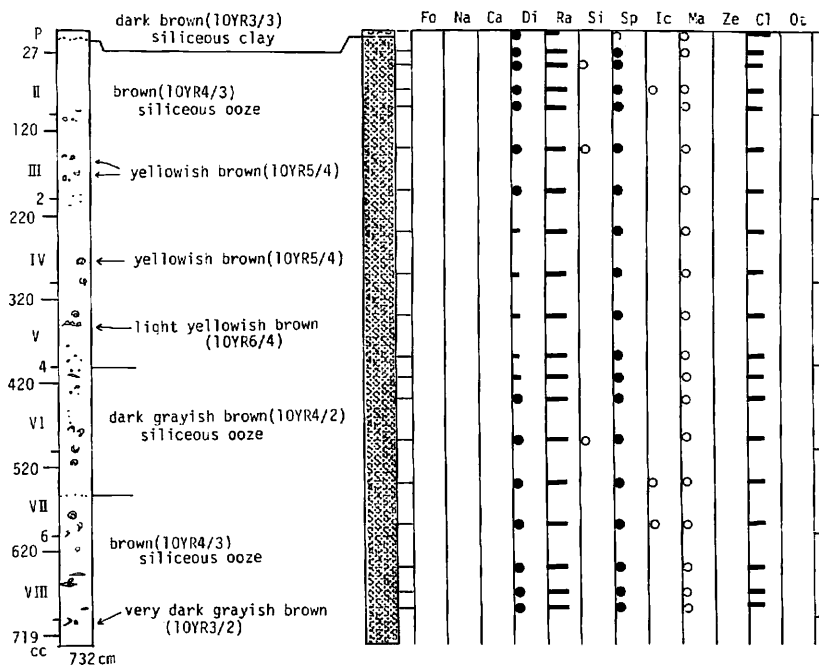 dark brown(10YR3/3)
siliceous clay
Fo Na Ca Di Ra Si Sp Ic Ma Ze Cl Ot
P
27
II
brown(10YR4/3)
siliceous ooze
120
III
yellowish brown(10YR5/4)
2
220
IV
yellowish brown(10YR5/4)
320
V
light yellowish brown
(10YR6/4)
4
420
VI
dark grayish brown(10YR4/2)
siliceous ooze
520
VII
6
620
brown(10YR4/3)
siliceous ooze
VIII
very dark grayish brown
(10YR3/2)
719
cc
732 cm